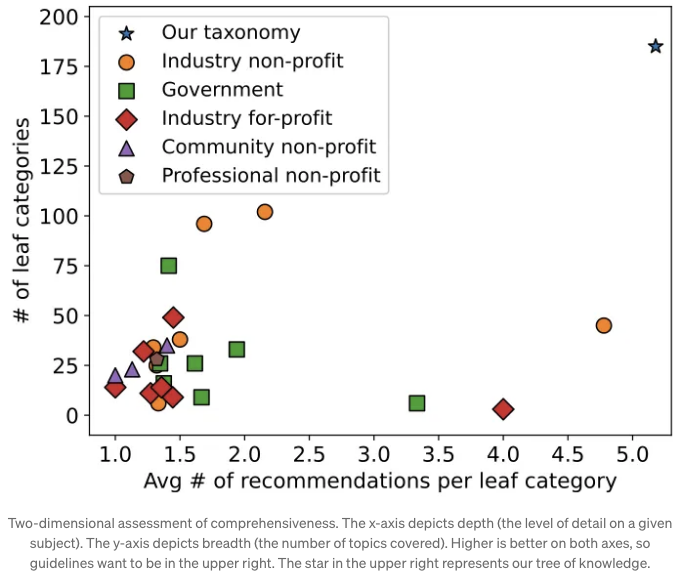 200
175
150
125
100
75
50
25
0
# of leaf categories
Our taxonomy
Industry non-profit
Government
Industry for-profit
Community non-profit
Professional non-profit
1.0 1.5 2.0 2.5 3.0 3.5 4.0 4.5 5.0
Avg # of recommendations per leaf category
Two-dimensional assessment of comprehensiveness. The x-axis depicts depth (the level of detail on a given
subject). The y-axis depicts breadth (the number of topics covered). Higher is better on both axes, so
guidelines want to be in the upper right. The star in the upper right represents our tree of knowledge.